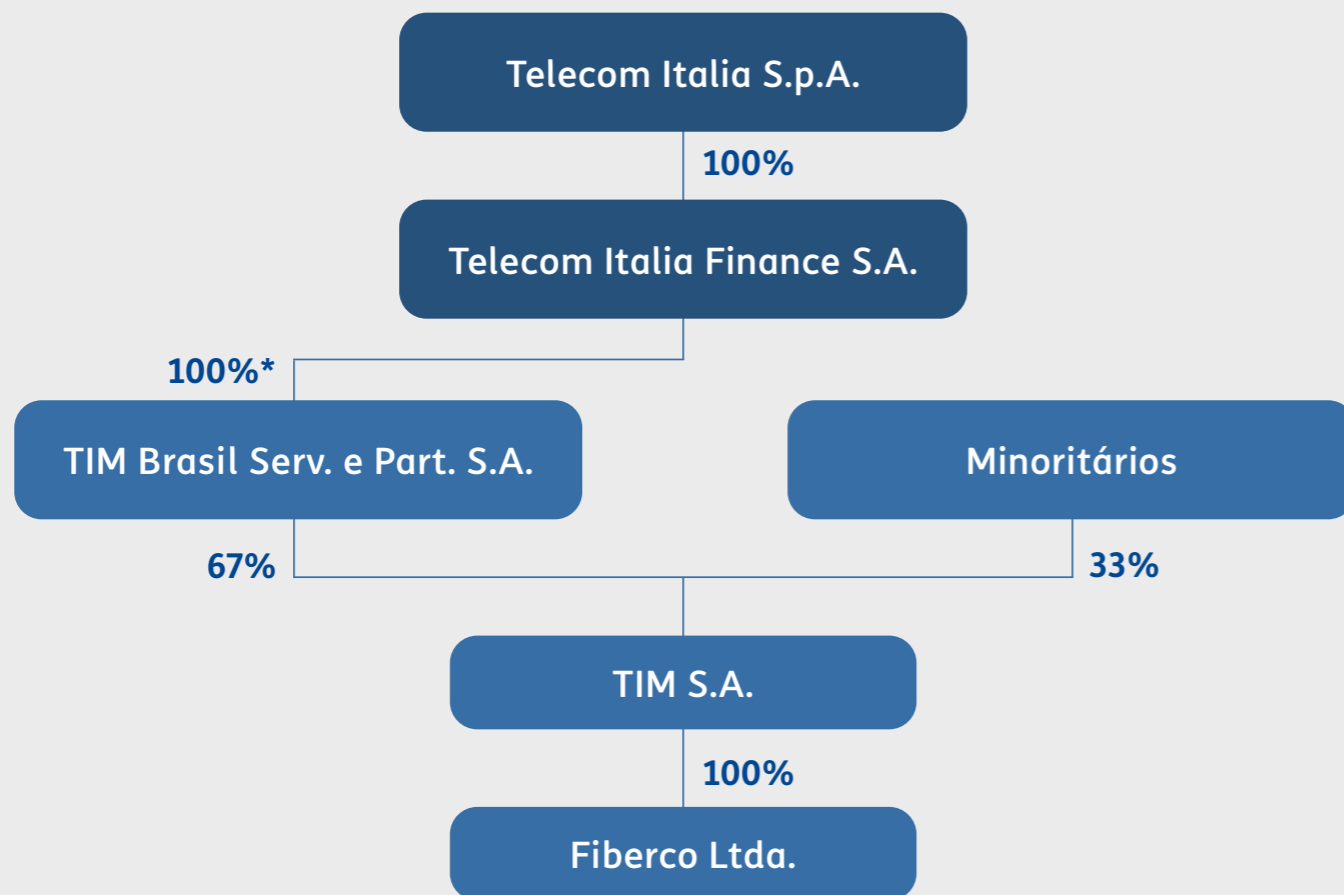 Telecom Italia S.p.A.
100%
Telecom Italia Finance S.A.
100%*
TIM Brasil Serv. e Part. S.A.
Minoritários
67%
33%
TIM S.A.
100%
Fiberco Ltda.